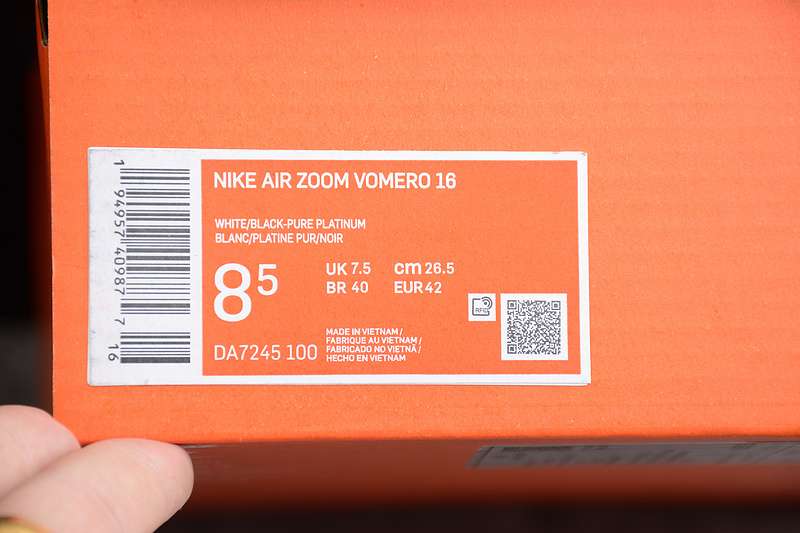 NIKE AIR ZOOM VOMERO 16
WHITE/BLACK-PURE PLATINUM
BLANC/PLATINE PUR/NOIR
8 5
UK 7.5 cm 26.5
BR 40 EUR 42
DA7245 100
MADE IN VIETNAM /
FABRIQUE AU VIETNAM /
FABRICADO NO VIETNÃ /
HECHO EN VIETNAM
RFID
1 94957 40987 7 16